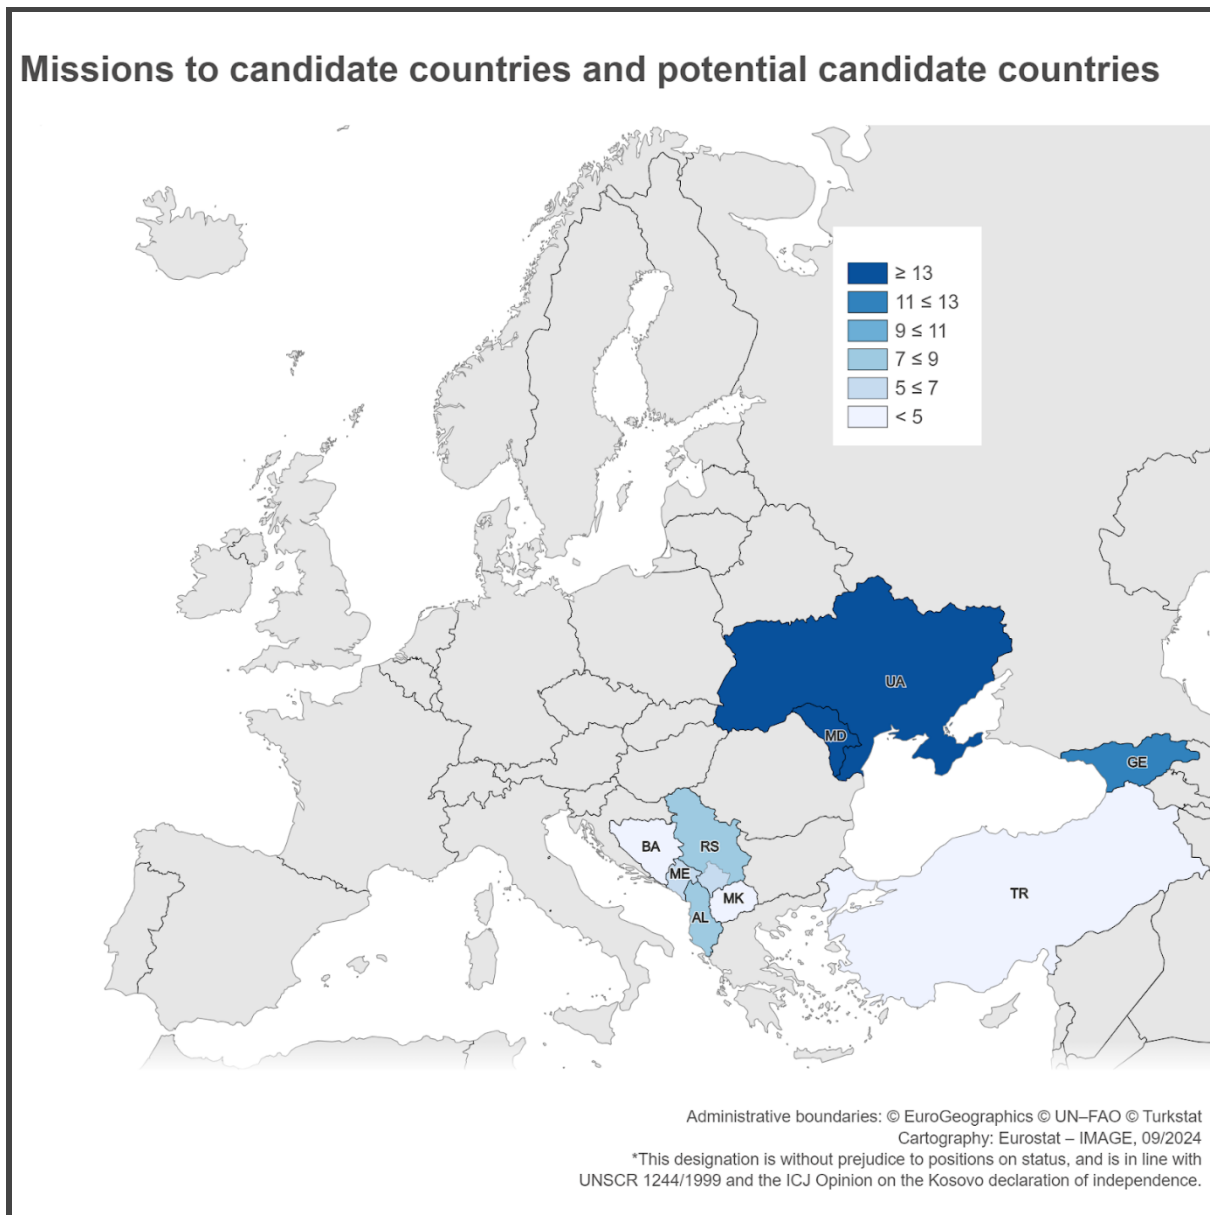 Missions to candidate countries and potential candidate countries
≥ 13
11 ≤ 13
9 ≤ 11
7 ≤ 9
5 ≤ 7
< 5
UA
MD
GE
BA
RS
ME
MK
AL
TR
Administrative boundaries: © EuroGeographics © UN–FAO © Turkstat
Cartography: Eurostat – IMAGE, 09/2024
*This designation is without prejudice to positions on status, and is in line with
UNSCR 1244/1999 and the ICJ Opinion on the Kosovo declaration of independence.